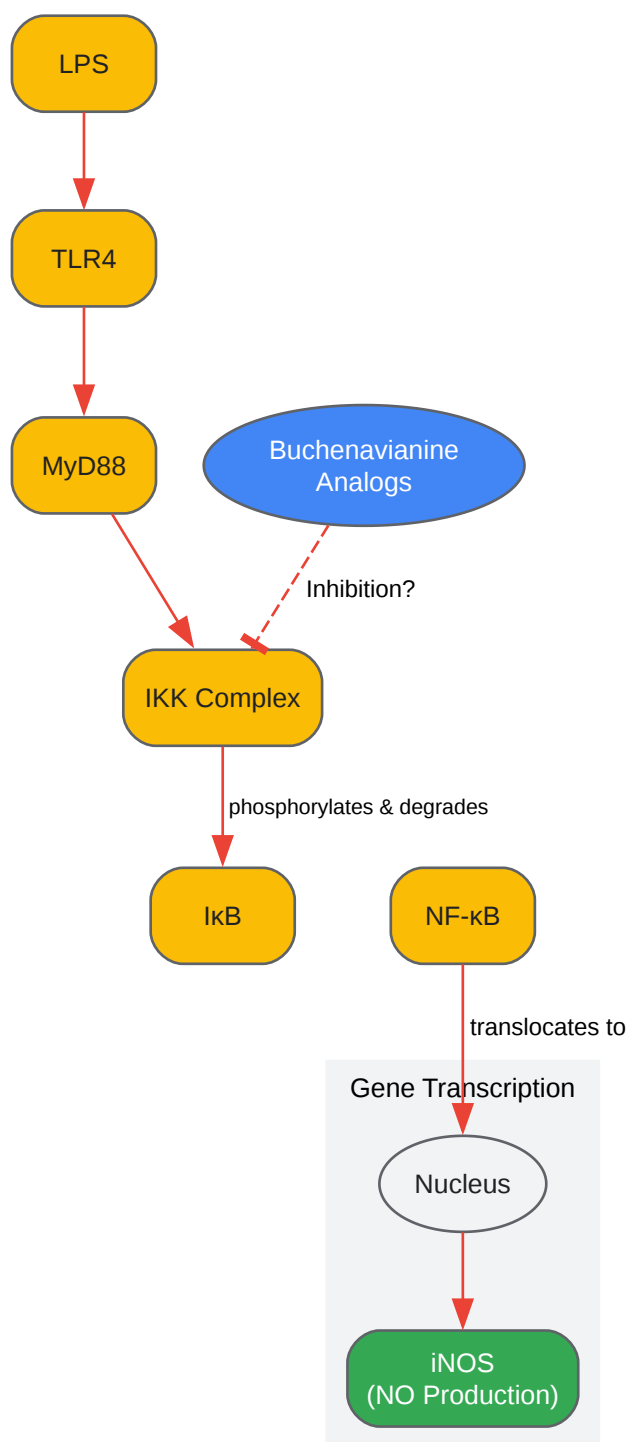 LPS
TLR4
MyD88
Buchenavianine
Analogs
Inhibition?
IKK Complex
phosphorylates & degrades
IκB
NF-κB
translocates to
Gene Transcription
Nucleus
iNOS
(NO Production)